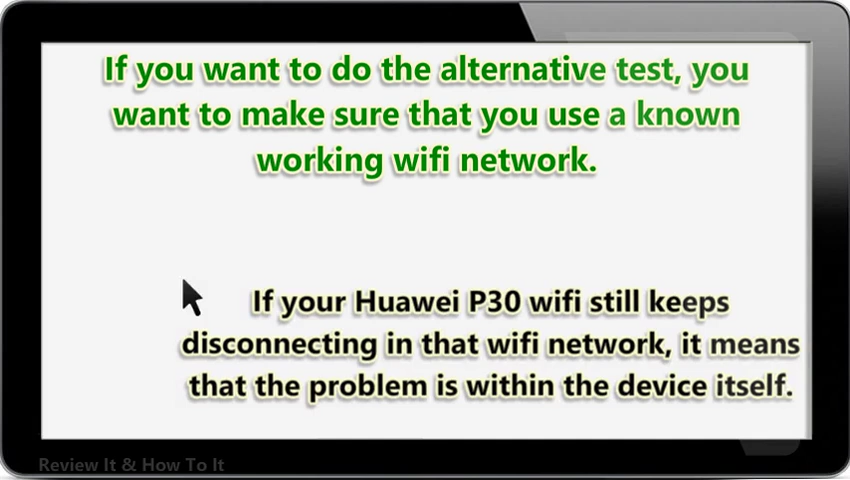 If you want to do the alternative test, you
want to make sure that you use a known
working wifi network.
If your Huawei P30 wifi still keeps
disconnecting in that wifi network, it means
that the problem is within the device itself.
Review It & How To It